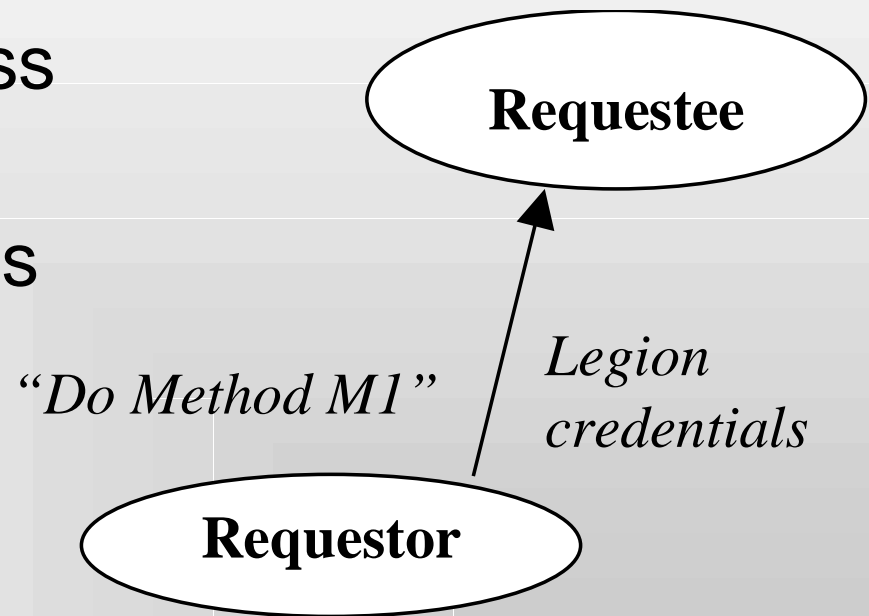 Requestee
“Do Method M1”
Legion
credentials
Requestor